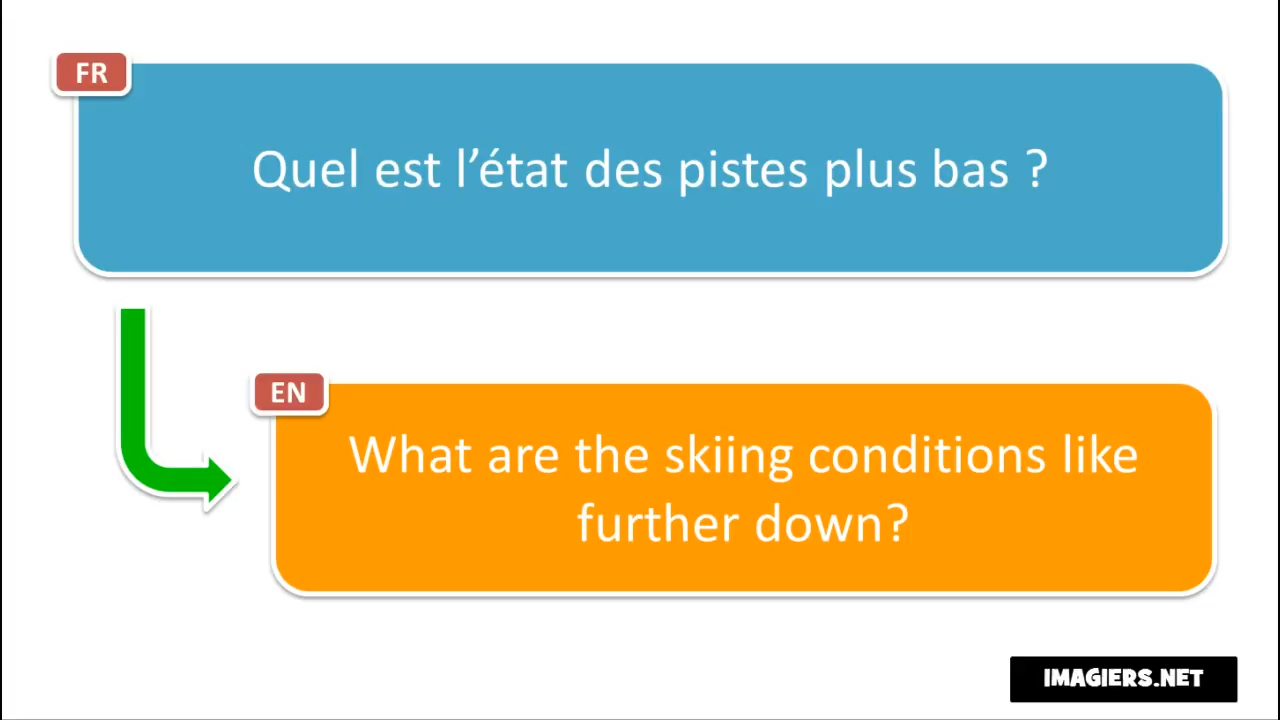 FR
Quel est l’état des pistes plus bas ?
EN
What are the skiing conditions like
further down?
IMAGIERS.NET